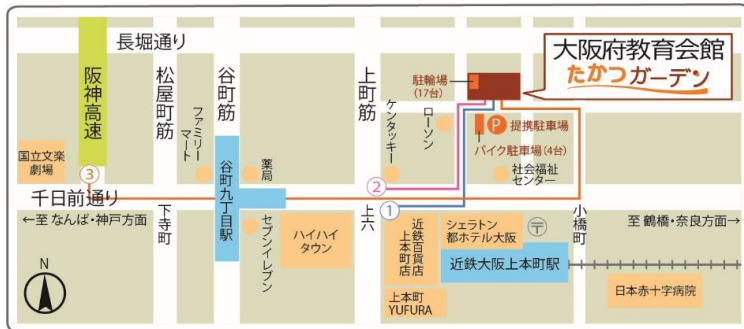 長堀通り
大阪府教育会館
たかつガーデン
阪神高速
松屋町筋
谷町筋
上町筋
駐輪場
(17台)
ファミリーマート
ケンタッキー
ローソン
P 提携駐車場
バイク駐車場(4台)
国立文楽
劇場
谷町九丁目駅
薬局
社会福祉
センター
③
②
千日前通り
①
←至 なんば・神戸方面
下寺町
セブンイレブン
ハイハイ
タウン
上六
近鉄百貨店
上本町店
シェラトン
都ホテル大阪
〒
小橋町
至 鶴橋・奈良方面→
近鉄大阪上本町駅
N
上本町
YUFURA
日本赤十字病院